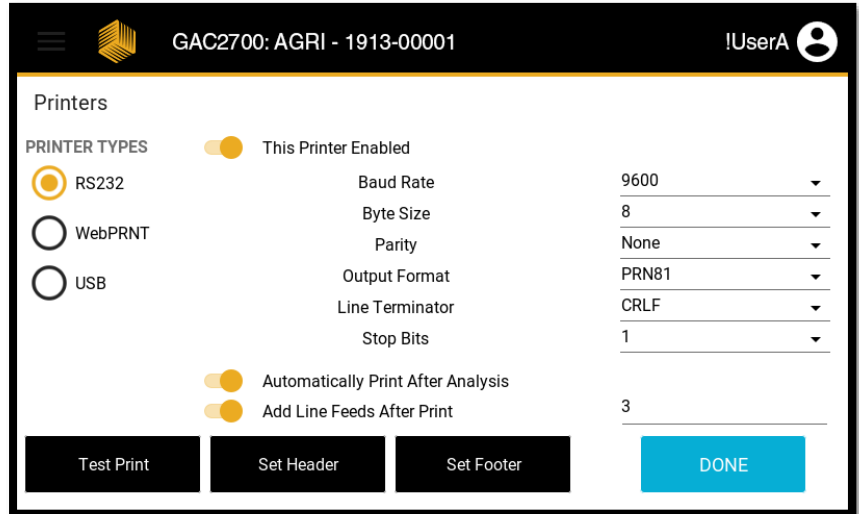 GAC2700: AGRI - 1913-00001 !UserA
Printers
PRINTER TYPES This Printer Enabled
RS232 Baud Rate 9600
Byte Size 8
WebPRNT Parity None
USB Output Format PRN81
Line Terminator CRLF
Stop Bits 1
Automatically Print After Analysis
Add Line Feeds After Print 3
Test Print Set Header Set Footer DONE